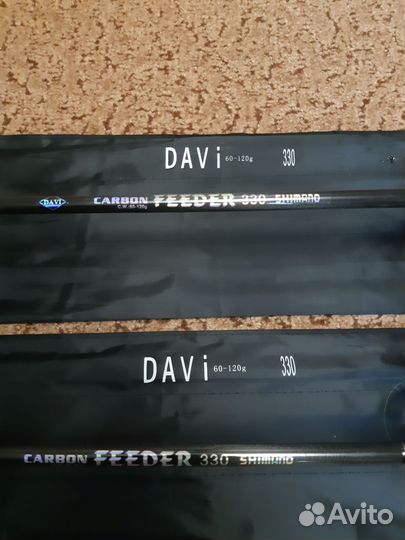 DAVi 60-120g 330
DAVI CARBON FEEDER 330 SHIMANO
C.W.:60-120g
DAVi 60-120g 330
CARBON FEEDER 330 SHIMANO
Avito